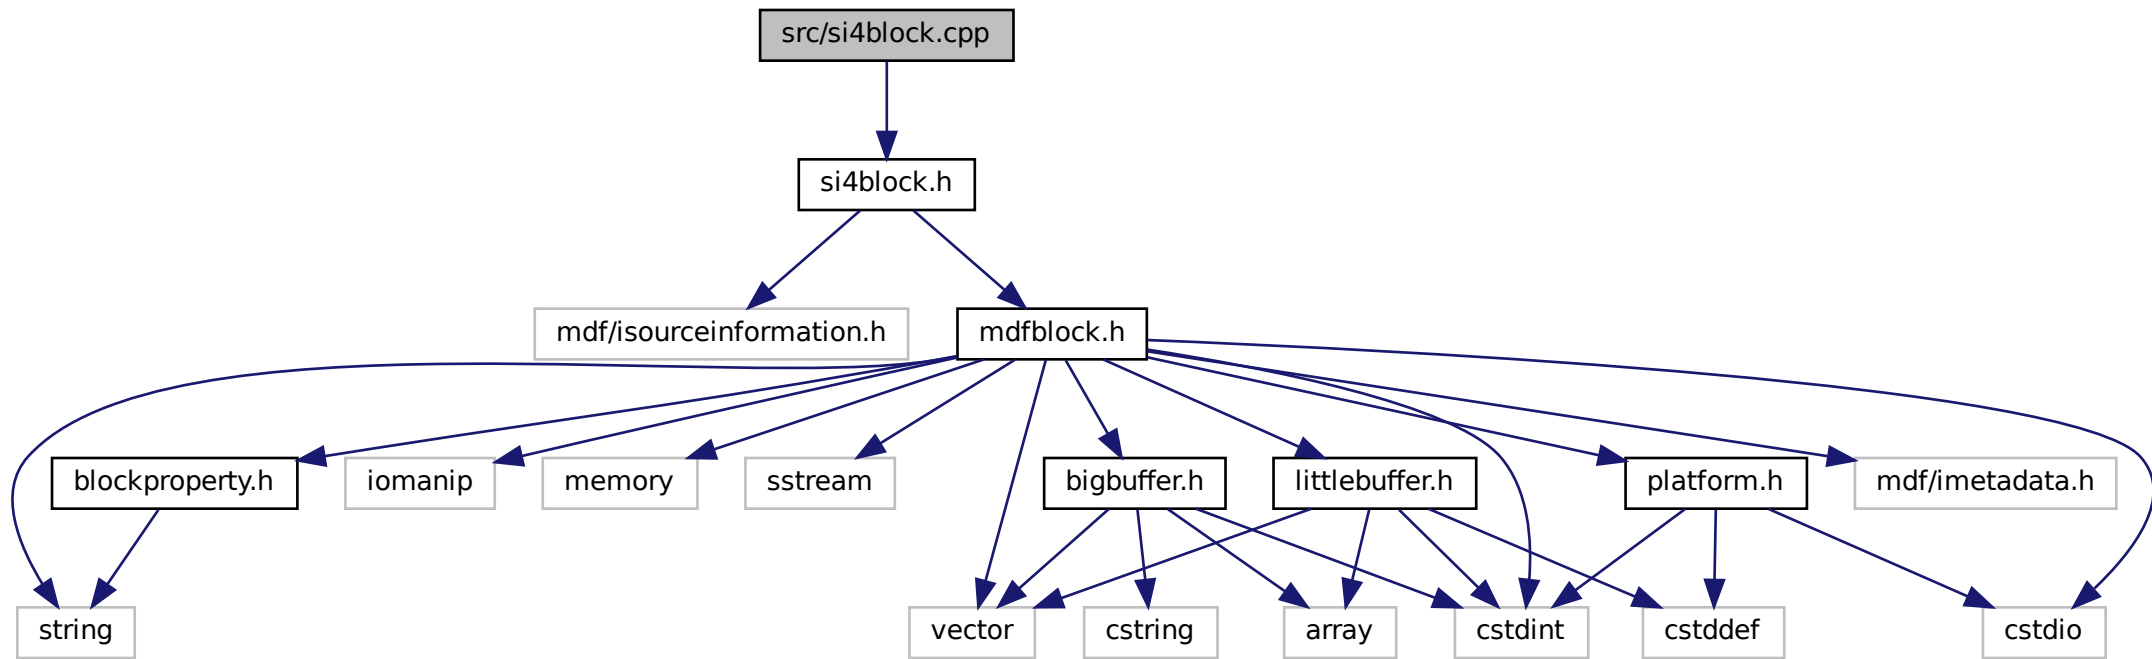 src/si4block.cpp
si4block.h
mdf/isourceinformation.h
mdfblock.h
blockproperty.h
iomanip
memory
sstream
bigbuffer.h
littlebuffer.h
platform.h
mdf/imetadata.h
string
vector
cstring
array
cstdint
cstddef
cstdio